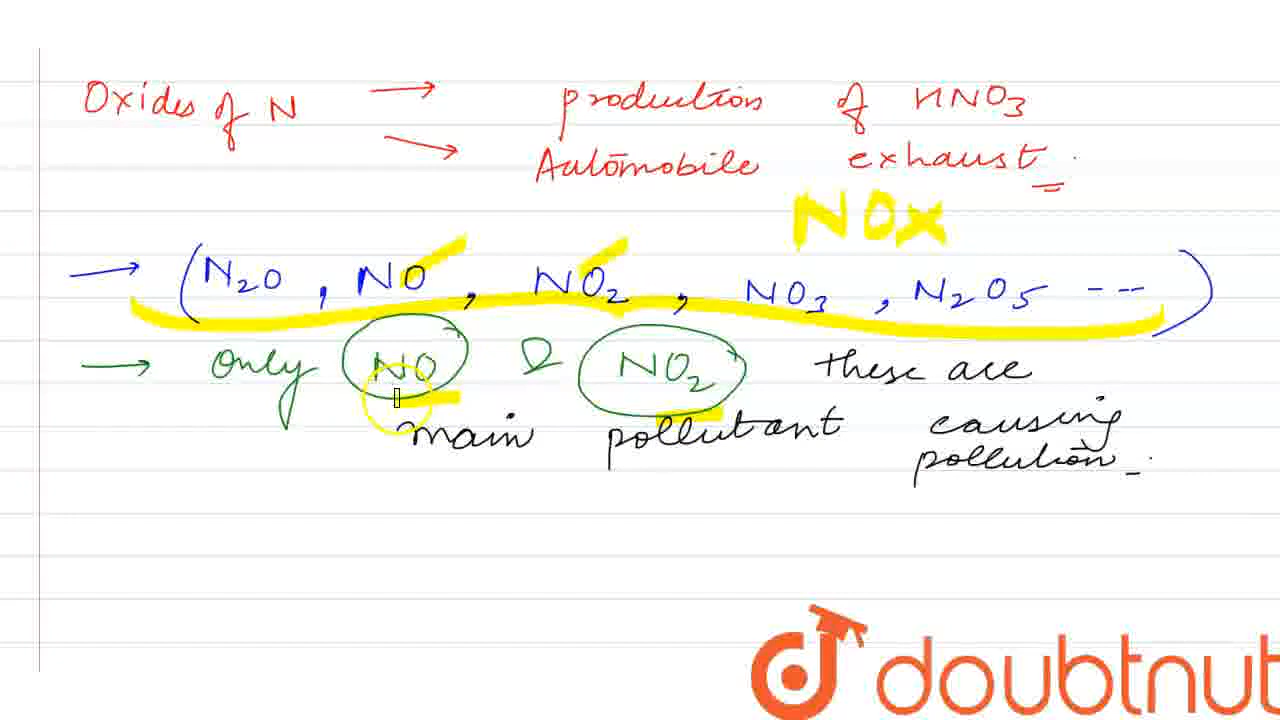 Oxides of N → production of HNO3
→ Automobile exhaust.
NOx
→ (N2O, NO, NO2, NO3, N2O5 ---)
→ Only NO & NO2 these are
main pollutant causing
pollution.
doubtnut